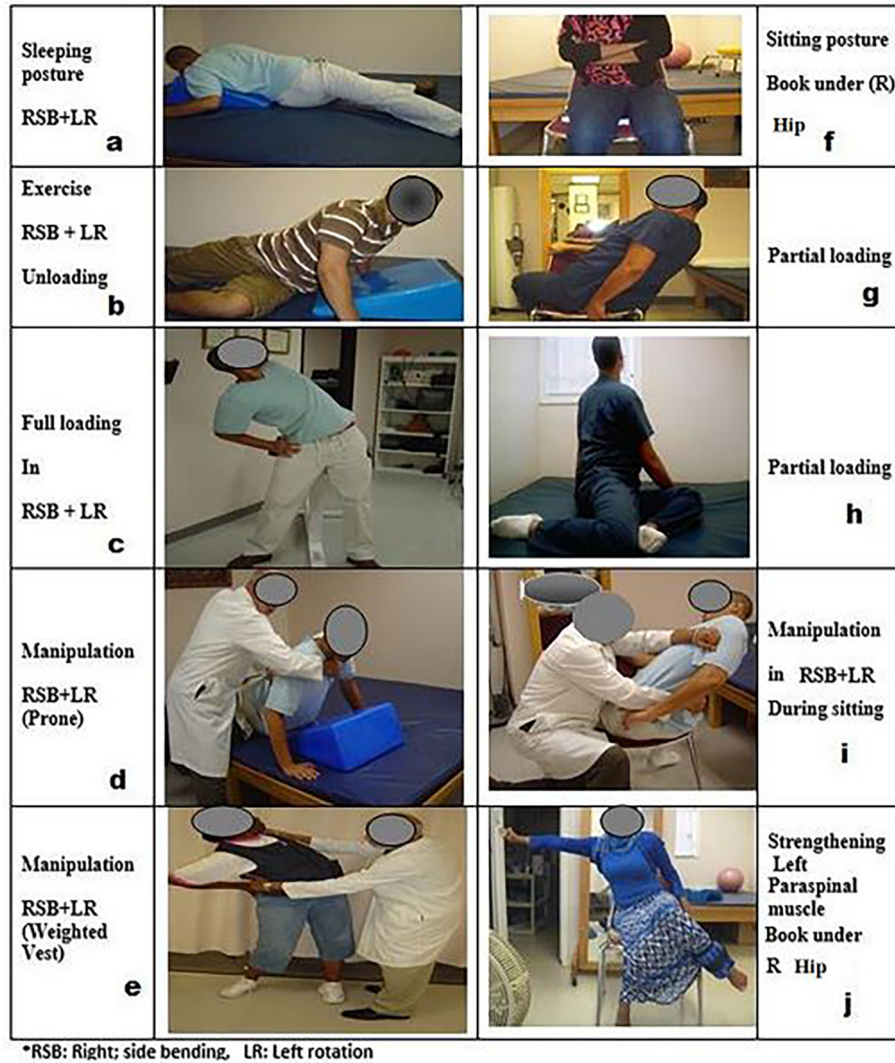 Sleeping
posture
RSB+LR
a
Sitting posture
Book under (R)
Hip
f
Exercise
RSB + LR
Unloading
b
Partial loading
g
Full loading
In
RSB + LR
c
Partial loading
h
Manipulation
RSB+LR
(Prone)
d
Manipulation
in RSB+LR
During sitting
i
Manipulation
RSB+LR
(Weighted
Vest)
e
Strengthening
Left
Paraspinal
muscle
Book under
R Hip
j
*RSB: Right; side bending, LR: Left rotation